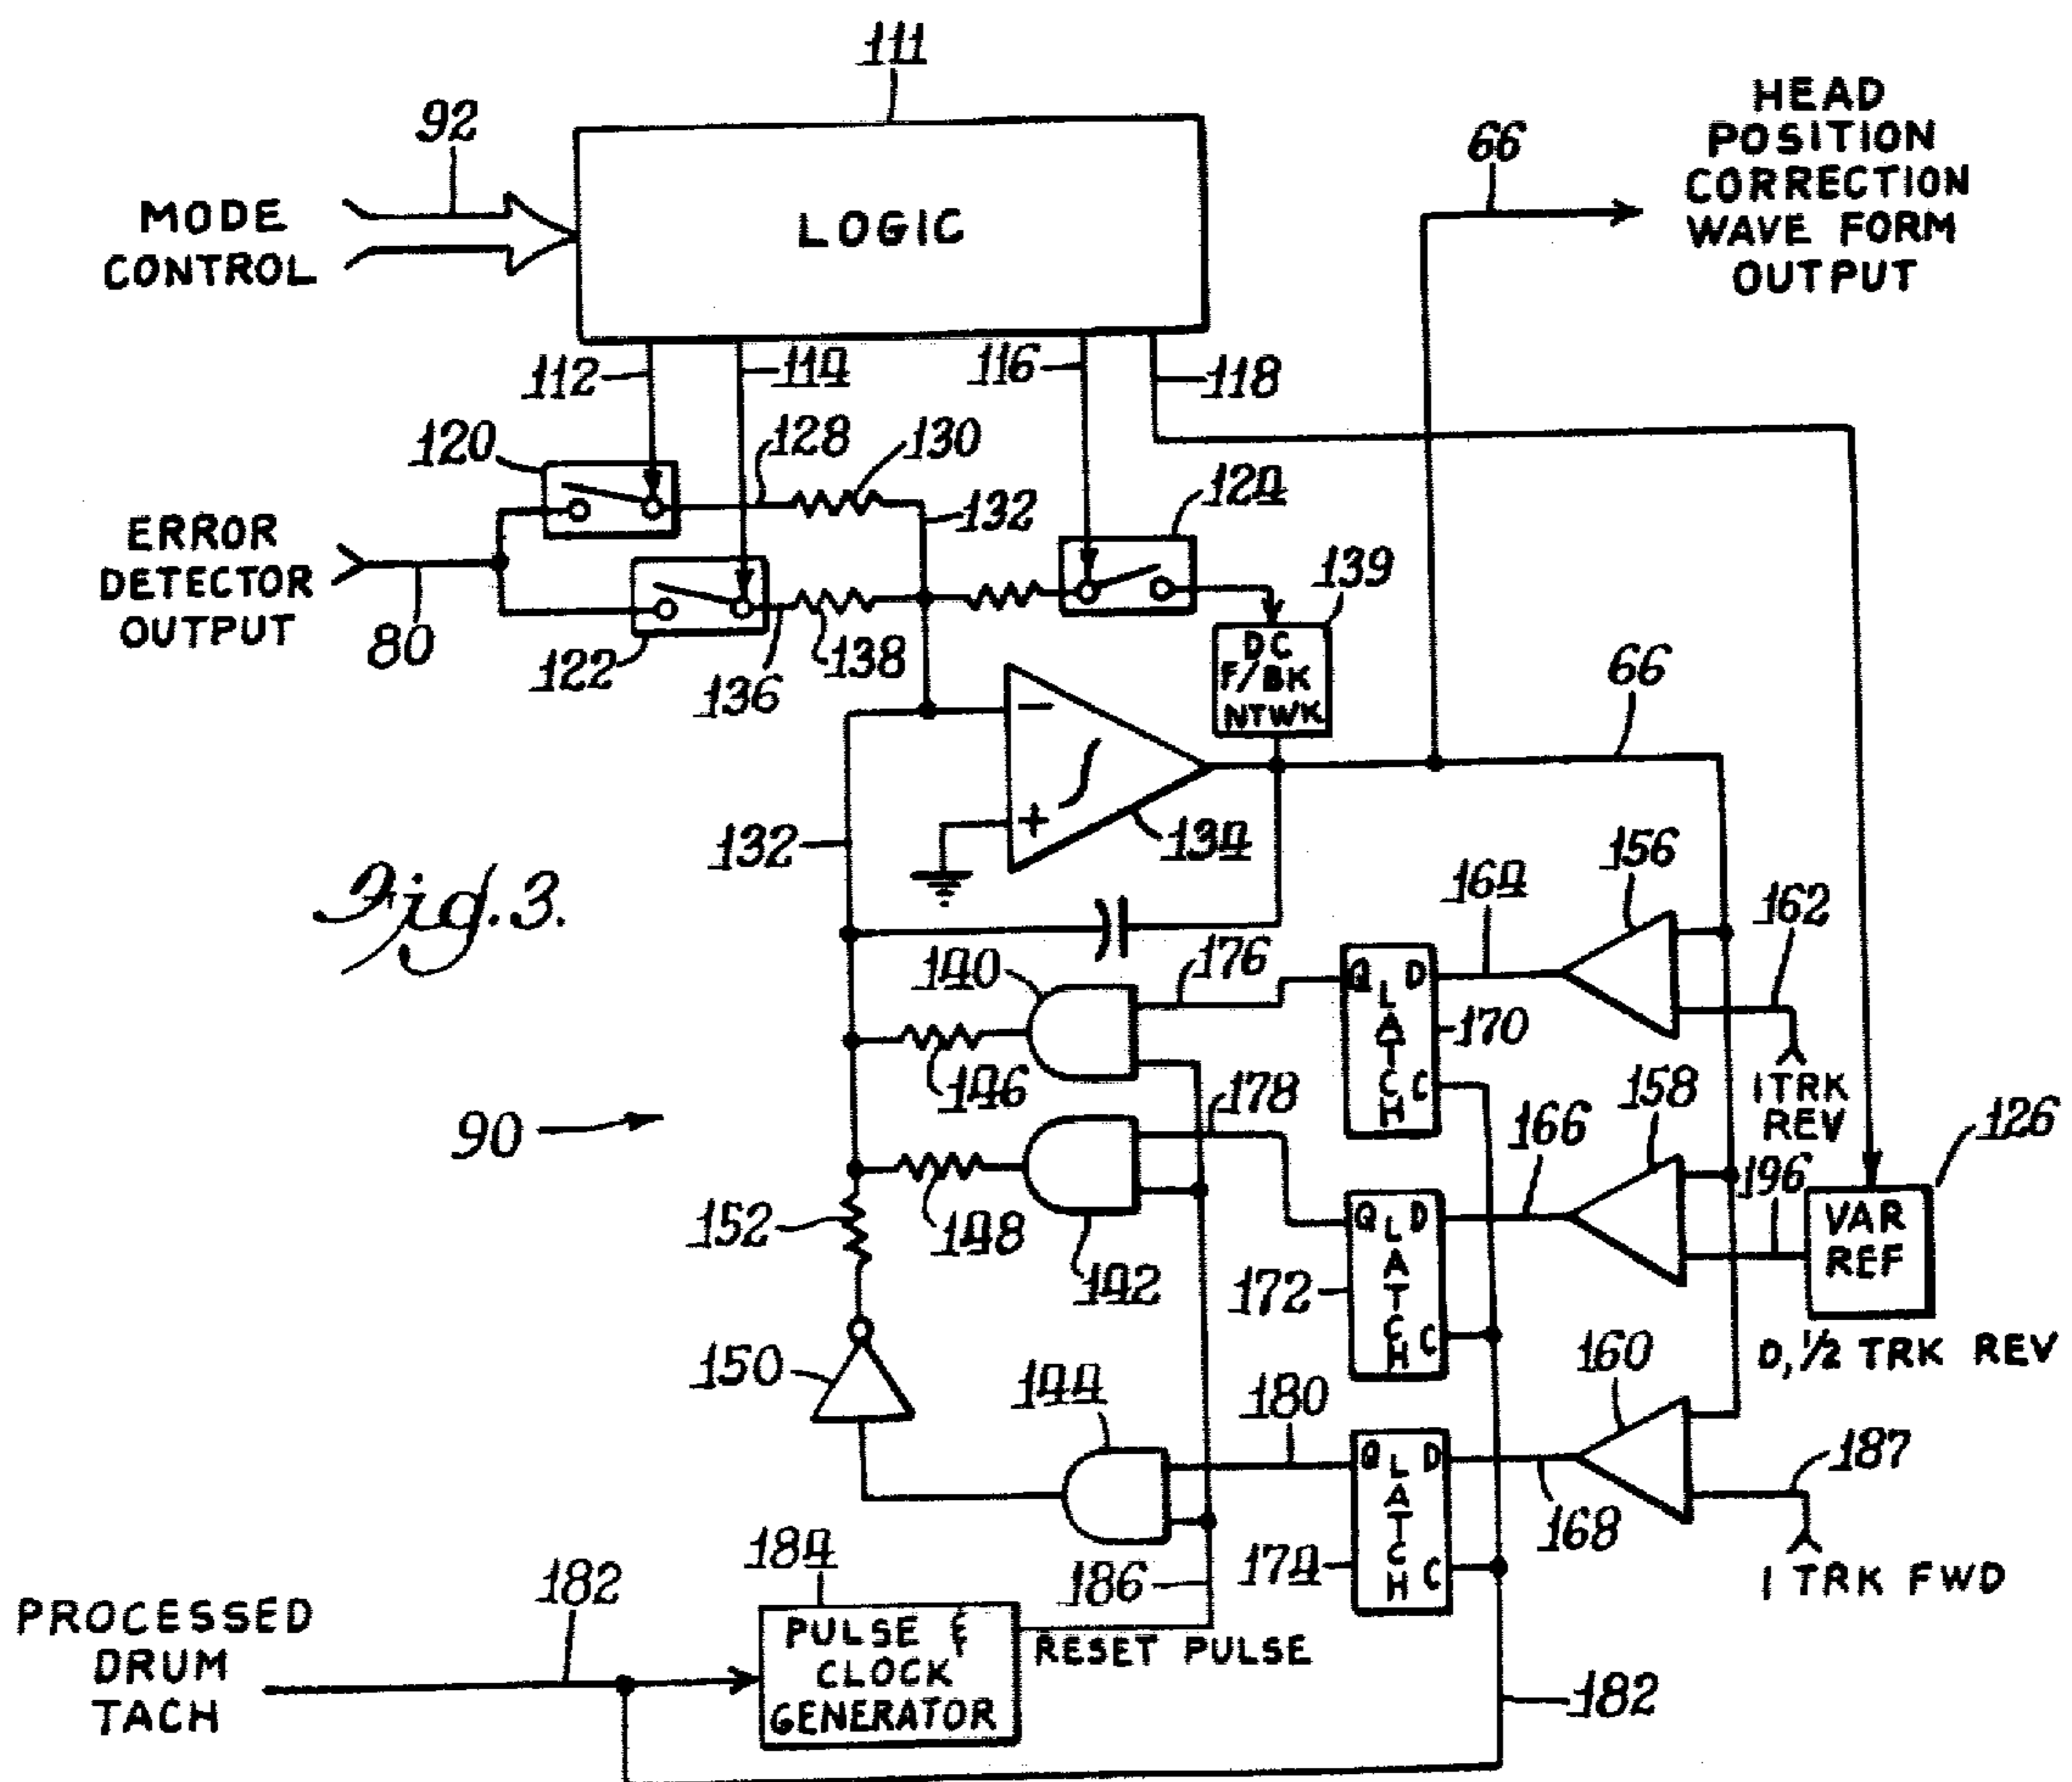 111
92
MODE
CONTROL
LOGIC
66
HEAD
POSITION
CORRECTION
WAVE FORM
OUTPUT
112
114
116
118
120
128
130
132
124
ERROR
DETECTOR
OUTPUT
80
122
136
138
139
DC
F/BK
NTWK
66
−
+
∫
134
132
Fig. 3.
156
162
164
140
176
Q D
LATCH
C
170
146
1 TRK
REV
90
178
158
126
166
196
152
148
142
172
Q D
LATCH
C
VAR
REF
0, 1/2 TRK REV
150
144
180
160
187
Q D
LATCH
C
168
174
1 TRK FWD
184
186
182
PROCESSED
DRUM
TACH
PULSE &
CLOCK
GENERATOR
RESET PULSE
182